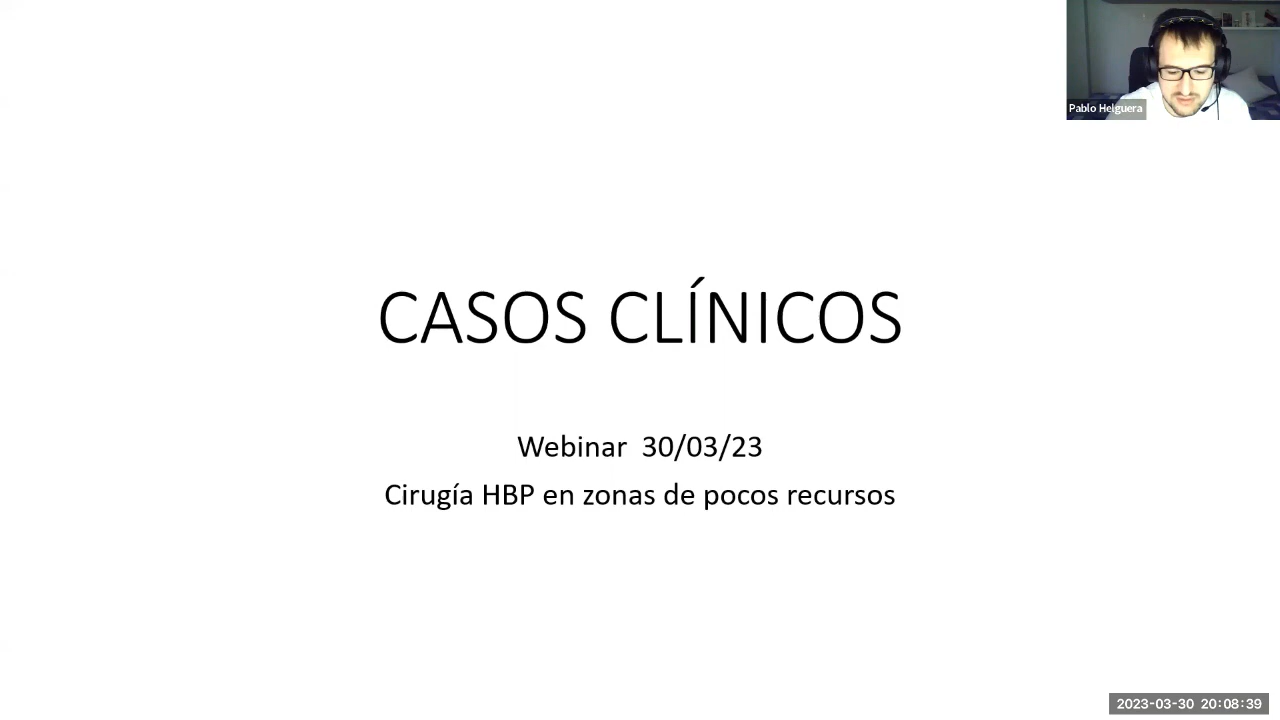 Pablo Helguera
CASOS CLÍNICOS
Webinar 30/03/23
Cirugía HBP en zonas de pocos recursos
2023-03-30 20:08:39